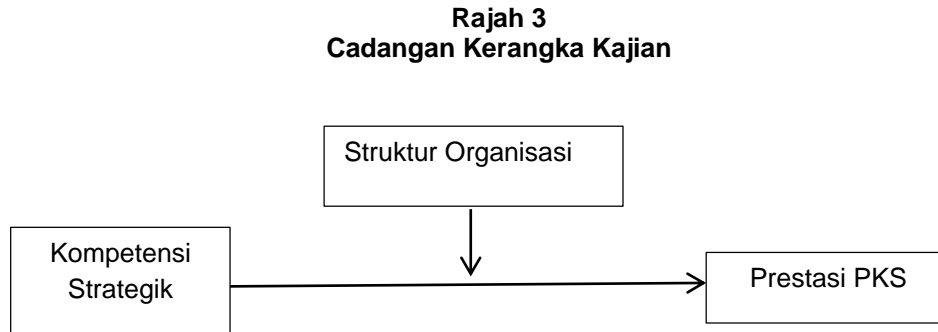 Rajah 3
Cadangan Kerangka Kajian
Struktur Organisasi
Kompetensi
Strategik
Prestasi PKS